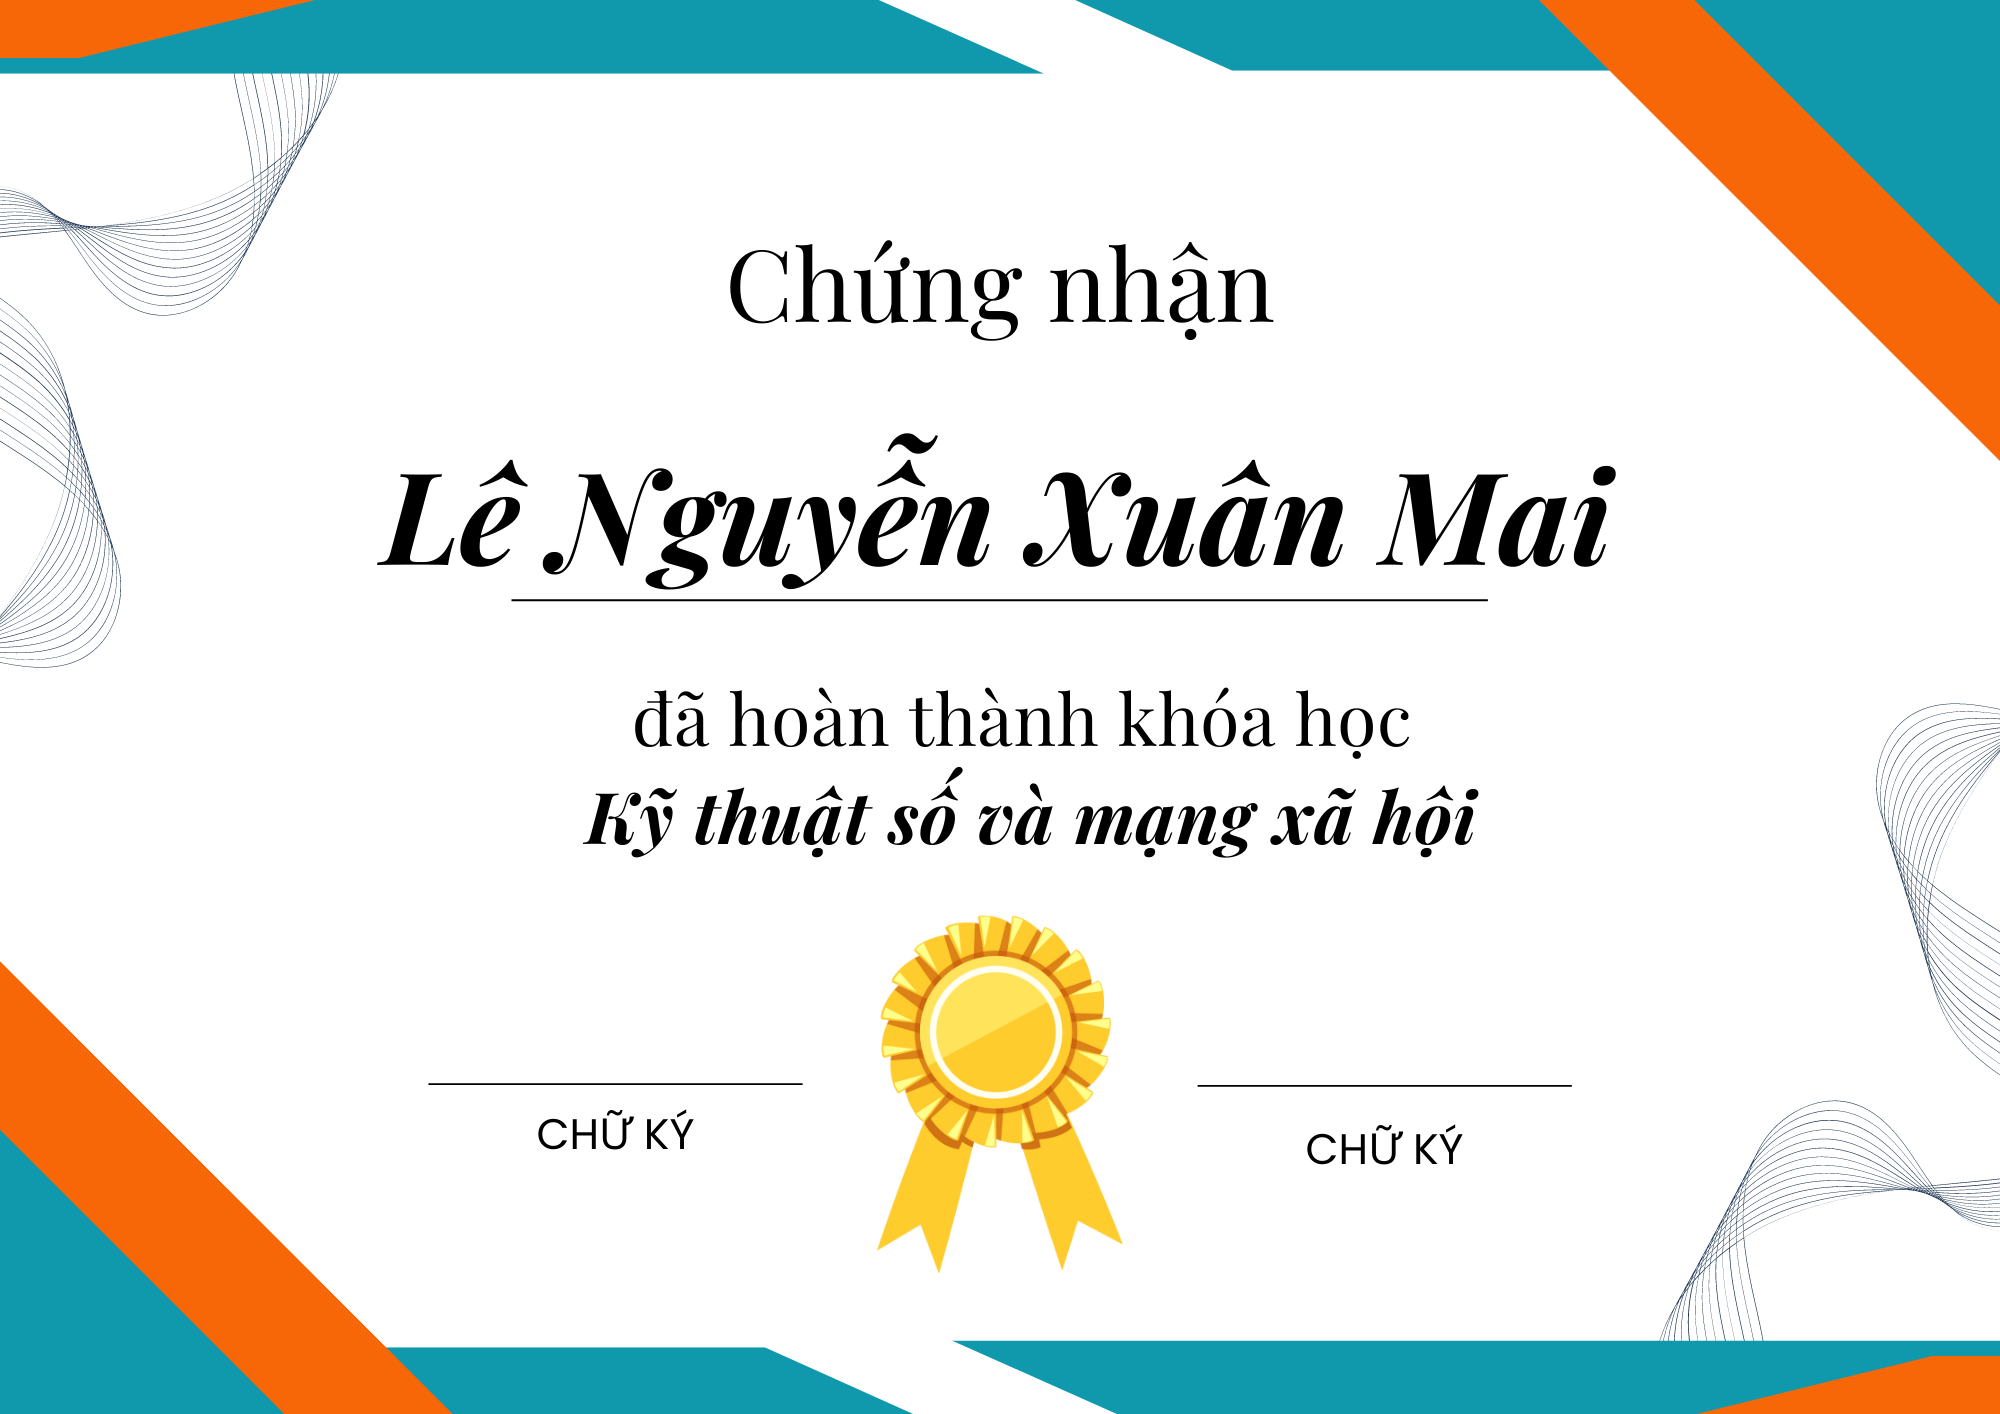 Chứng nhận
Lê Nguyễn Xuân Mai
đã hoàn thành khóa học
Kỹ thuật số và mạng xã hội
CHỮ KÝ
CHỮ KÝ